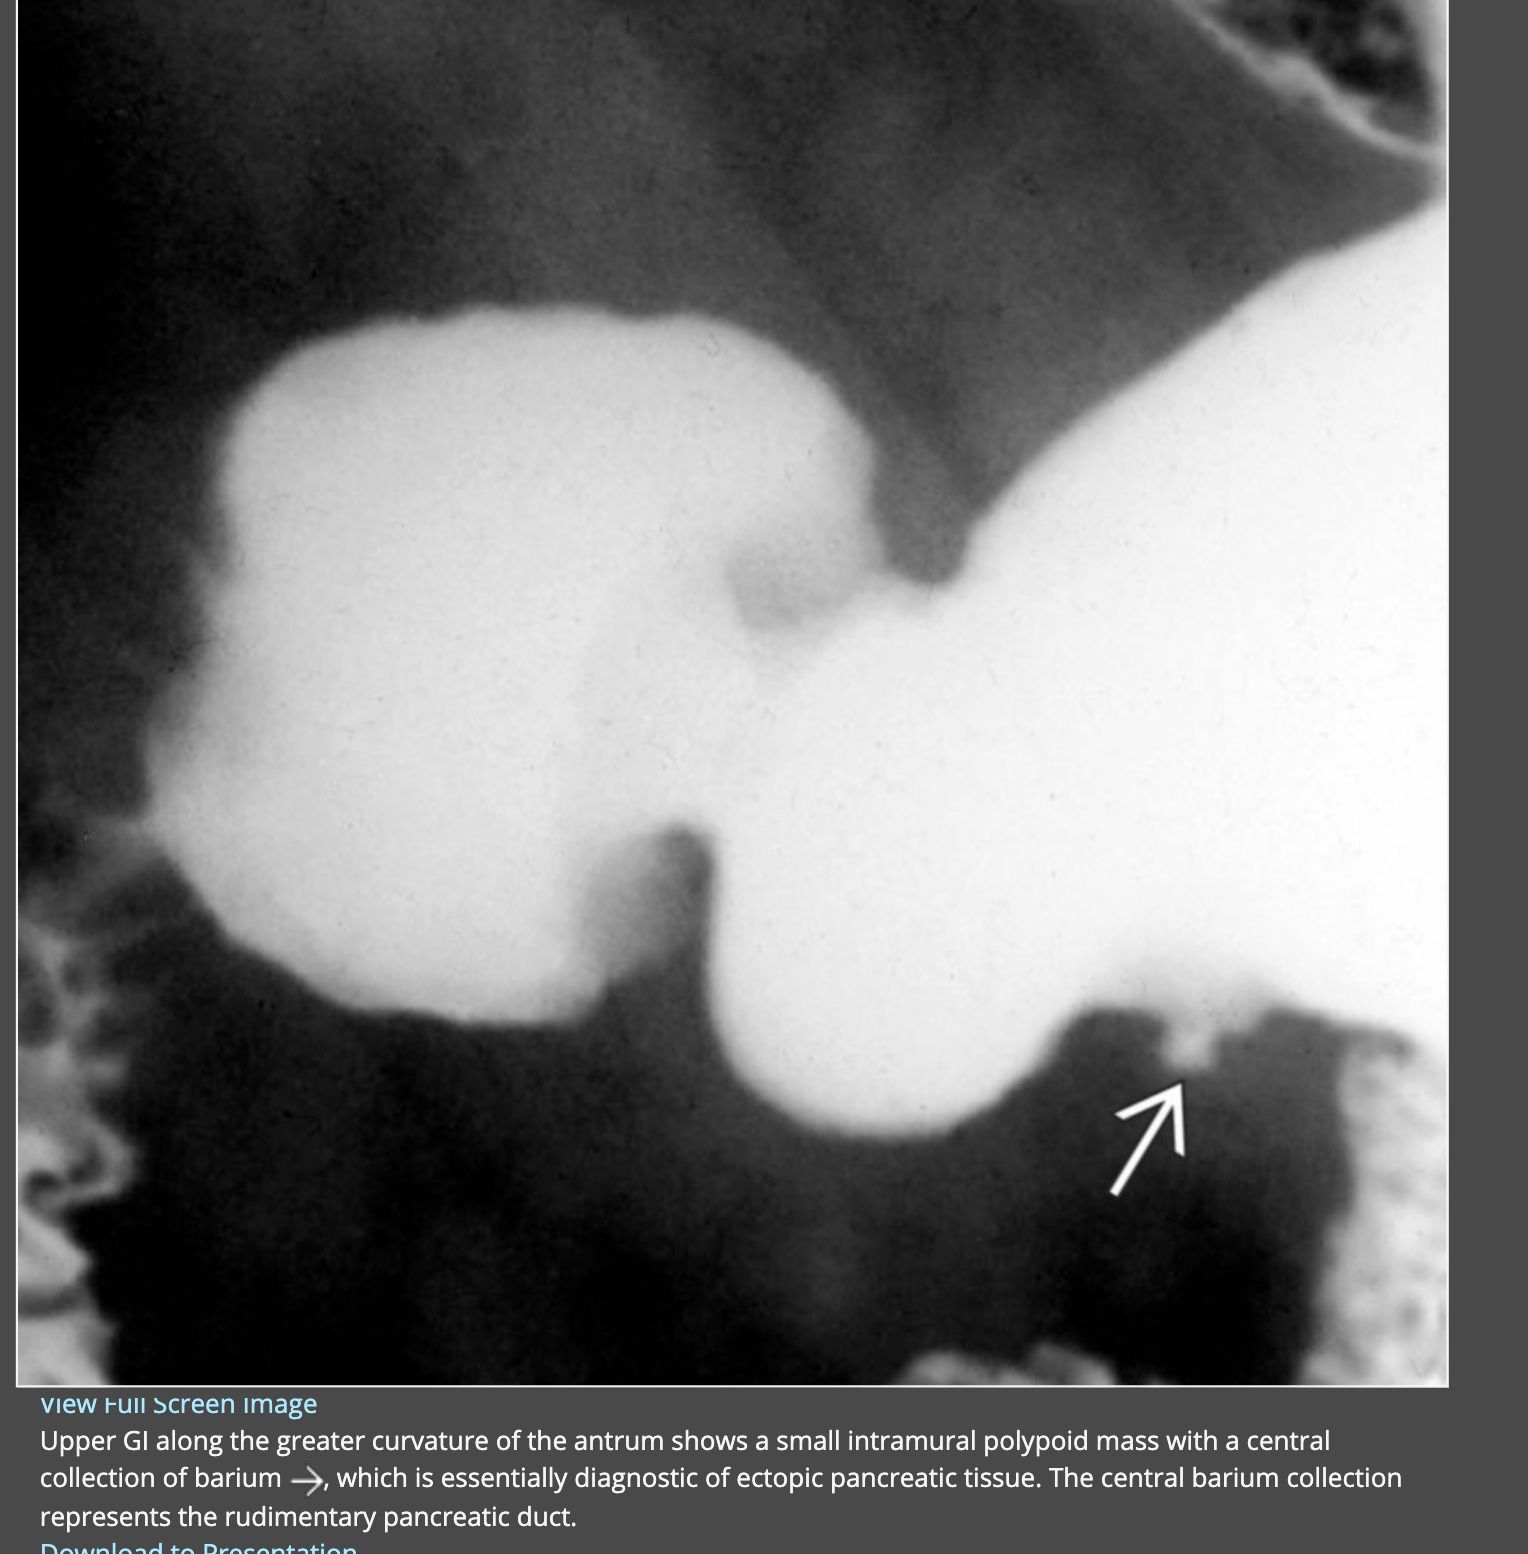 View Full Screen Image
Upper GI along the greater curvature of the antrum shows a small intramural polypoid mass with a central
collection of barium →, which is essentially diagnostic of ectopic pancreatic tissue. The central barium collection
represents the rudimentary pancreatic duct.
Download to Presentation